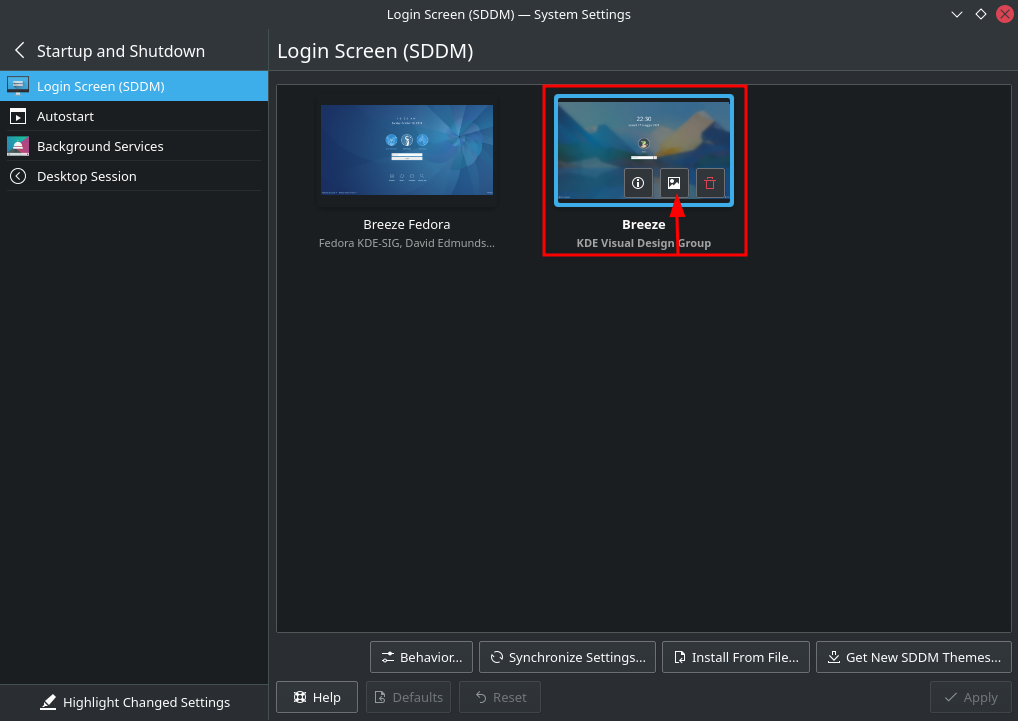 Login Screen (SDDM) — System Settings
Startup and Shutdown
Login Screen (SDDM)
Login Screen (SDDM)
Autostart
Background Services
Desktop Session
22:30
Breeze Fedora
Fedora KDE-SIG, David Edmunds...
Breeze
KDE Visual Design Group
Behavior...
Synchronize Settings...
Install From File...
Get New SDDM Themes...
Highlight Changed Settings
Help
Defaults
Reset
Apply